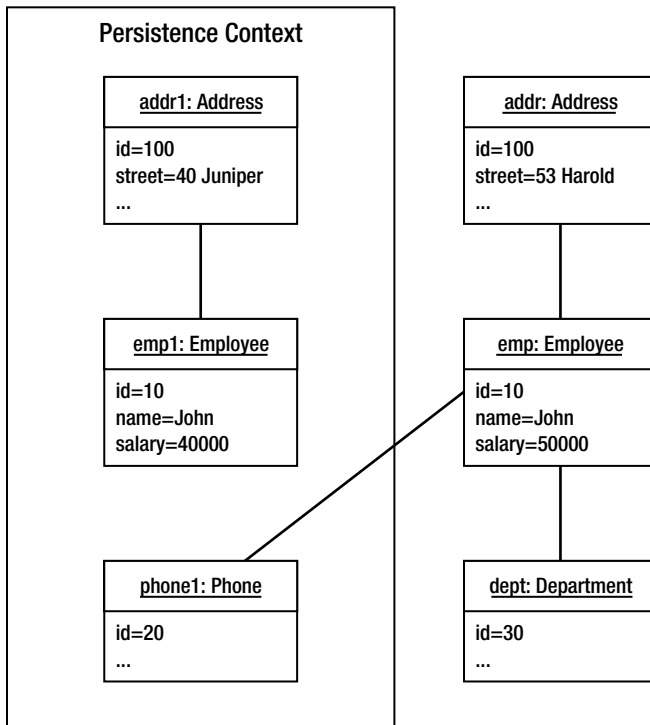 Persistence Context
addr1: Address
id=100
street=40 Juniper
...
emp1: Employee
id=10
name=John
salary=40000
phone1: Phone
id=20
...
addr: Address
id=100
street=53 Harold
...
emp: Employee
id=10
name=John
salary=50000
dept: Department
id=30
...